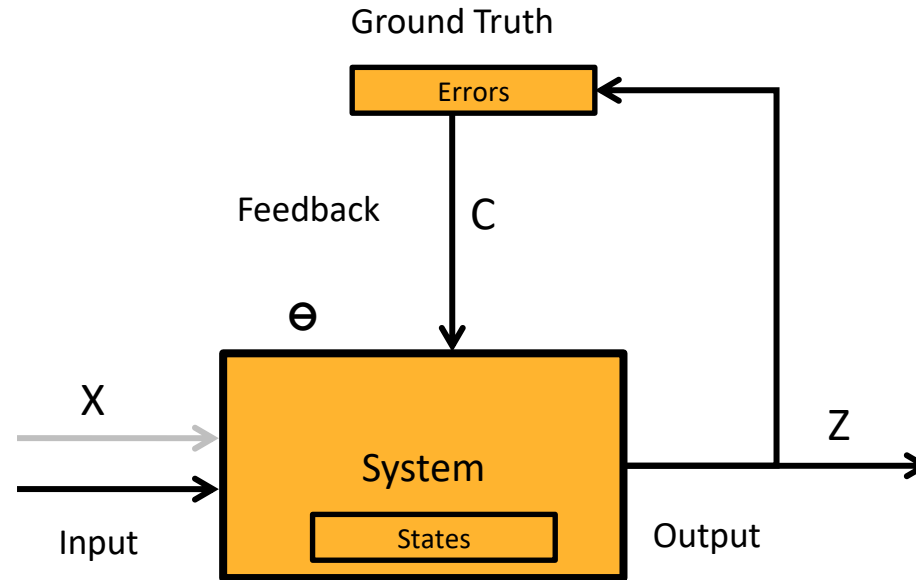 Ground Truth
Errors
Feedback
C
Θ
X
Z
System
Input
States
Output